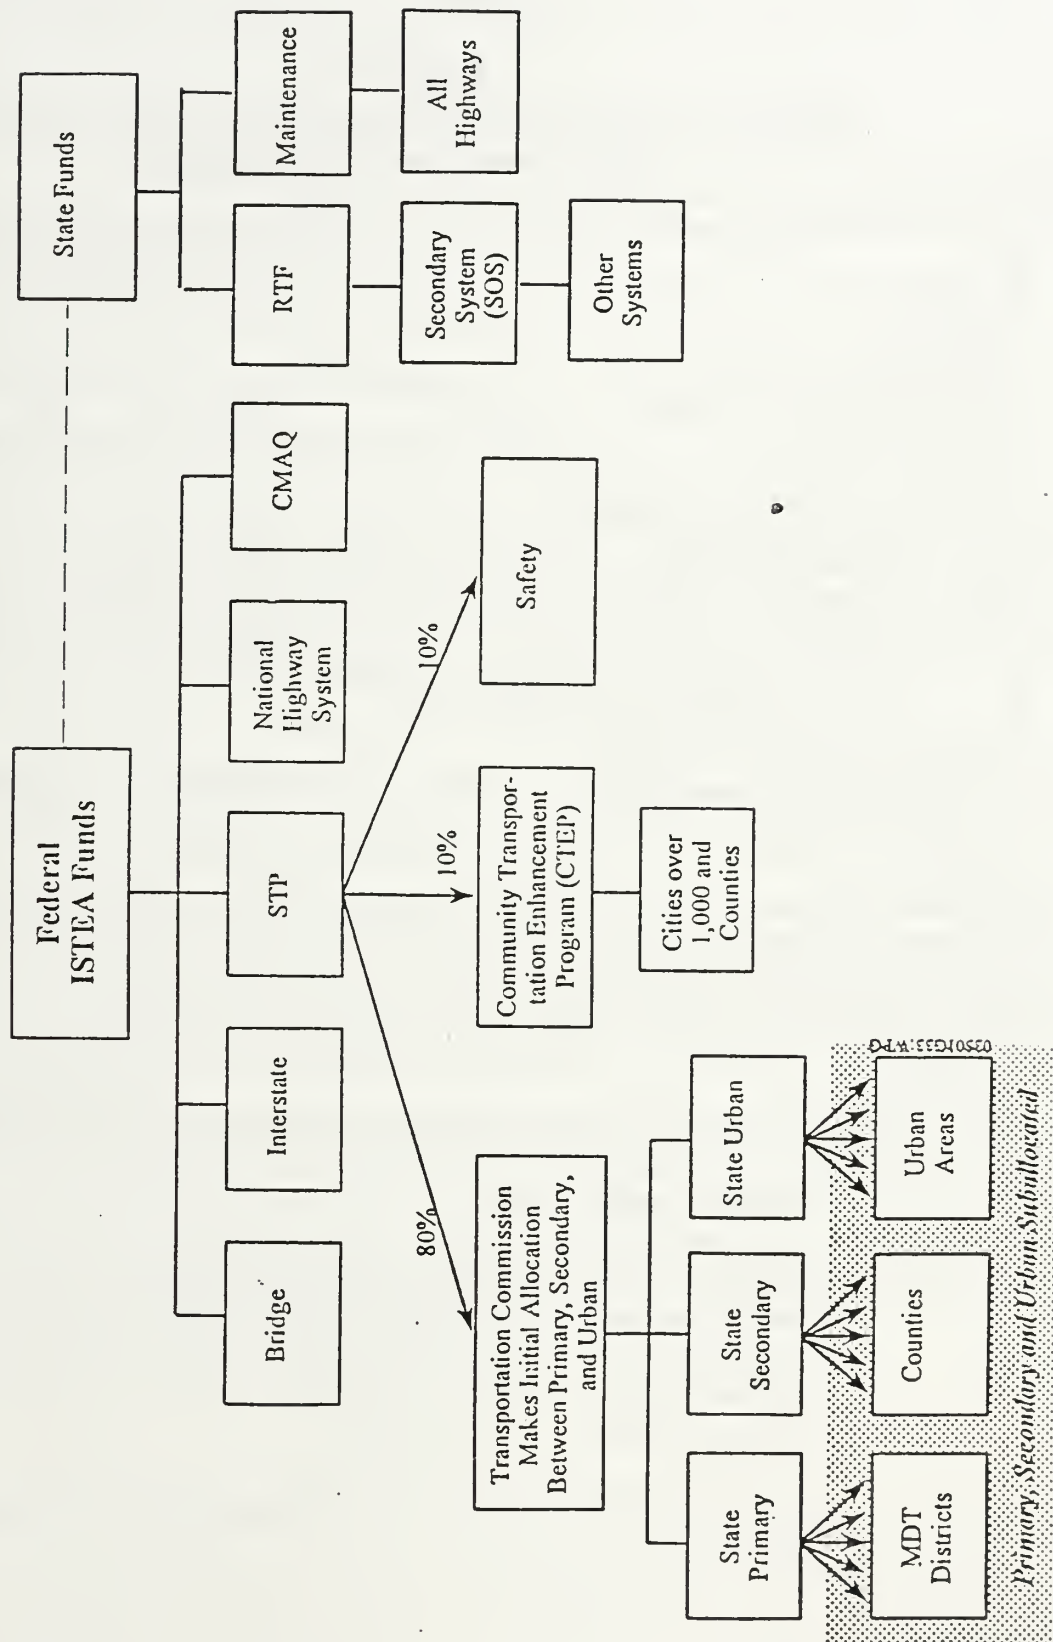 Federal
ISTEA Funds
State Funds
Bridge
Interstate
STP
National
Highway
System
CMAQ
RTF
Maintenance
80%
10%
10%
Transportation Commission
Makes Initial Allocation
Between Primary, Secondary,
and Urban
Community Transpor-
tation Enhancement
Program (CTEP)
Safety
Secondary
System
(SOS)
All
Highways
Cities over
1,000 and
Counties
Other
Systems
State
Primary
State
Secondary
State Urban
MDT
Districts
Counties
Urban
Areas
03S01G33.WPG
Primary, Secondary and Urban Suballocated